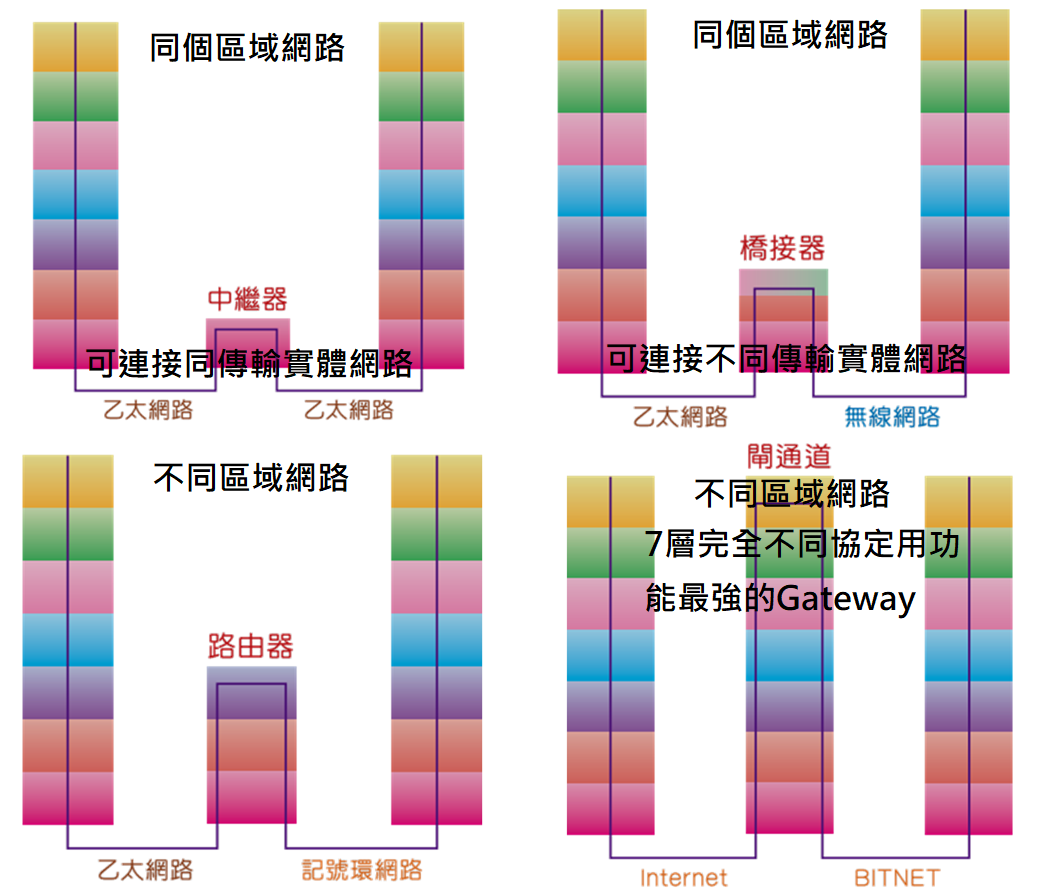 同個區域網路
中繼器
可連接同傳輸實體網路
乙太網路
乙太網路
同個區域網路
橋接器
可連接不同傳輸實體網路
乙太網路
無線網路
不同區域網路
路由器
乙太網路
記號環網路
閘通道
不同區域網路
7層完全不同協定用功
能最強的Gateway
Internet
BITNET